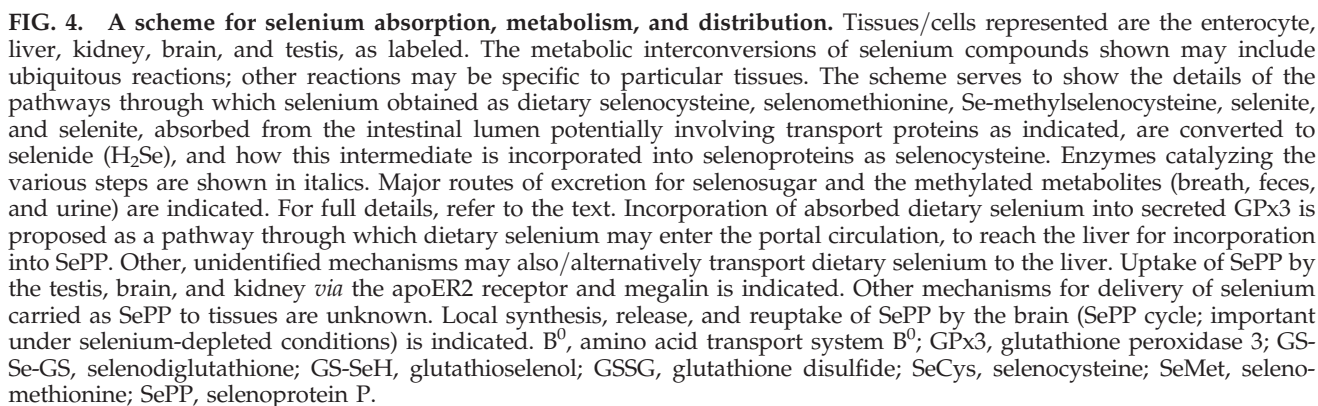 FIG. 4. A scheme for selenium absorption, metabolism, and distribution. Tissues/cells represented are the enterocyte,
liver, kidney, brain, and testis, as labeled. The metabolic interconversions of selenium compounds shown may include
ubiquitous reactions; other reactions may be specific to particular tissues. The scheme serves to show the details of the
pathways through which selenium obtained as dietary selenocysteine, selenomethionine, Se-methylselenocysteine, selenite,
and selenite, absorbed from the intestinal lumen potentially involving transport proteins as indicated, are converted to
selenide (H₂Se), and how this intermediate is incorporated into selenoproteins as selenocysteine. Enzymes catalyzing the
various steps are shown in italics. Major routes of excretion for selenosugar and the methylated metabolites (breath, feces,
and urine) are indicated. For full details, refer to the text. Incorporation of absorbed dietary selenium into secreted GPx3 is
proposed as a pathway through which dietary selenium may enter the portal circulation, to reach the liver for incorporation
into SePP. Other, unidentified mechanisms may also/alternatively transport dietary selenium to the liver. Uptake of SePP by
the testis, brain, and kidney via the apoER2 receptor and megalin is indicated. Other mechanisms for delivery of selenium
carried as SePP to tissues are unknown. Local synthesis, release, and reuptake of SePP by the brain (SePP cycle; important
under selenium-depleted conditions) is indicated. B⁰, amino acid transport system B⁰; GPx3, glutathione peroxidase 3; GS-
Se-GS, selenodiglutathione; GS-SeH, glutathioselenol; GSSG, glutathione disulfide; SeCys, selenocysteine; SeMet, seleno-
methionine; SePP, selenoprotein P.